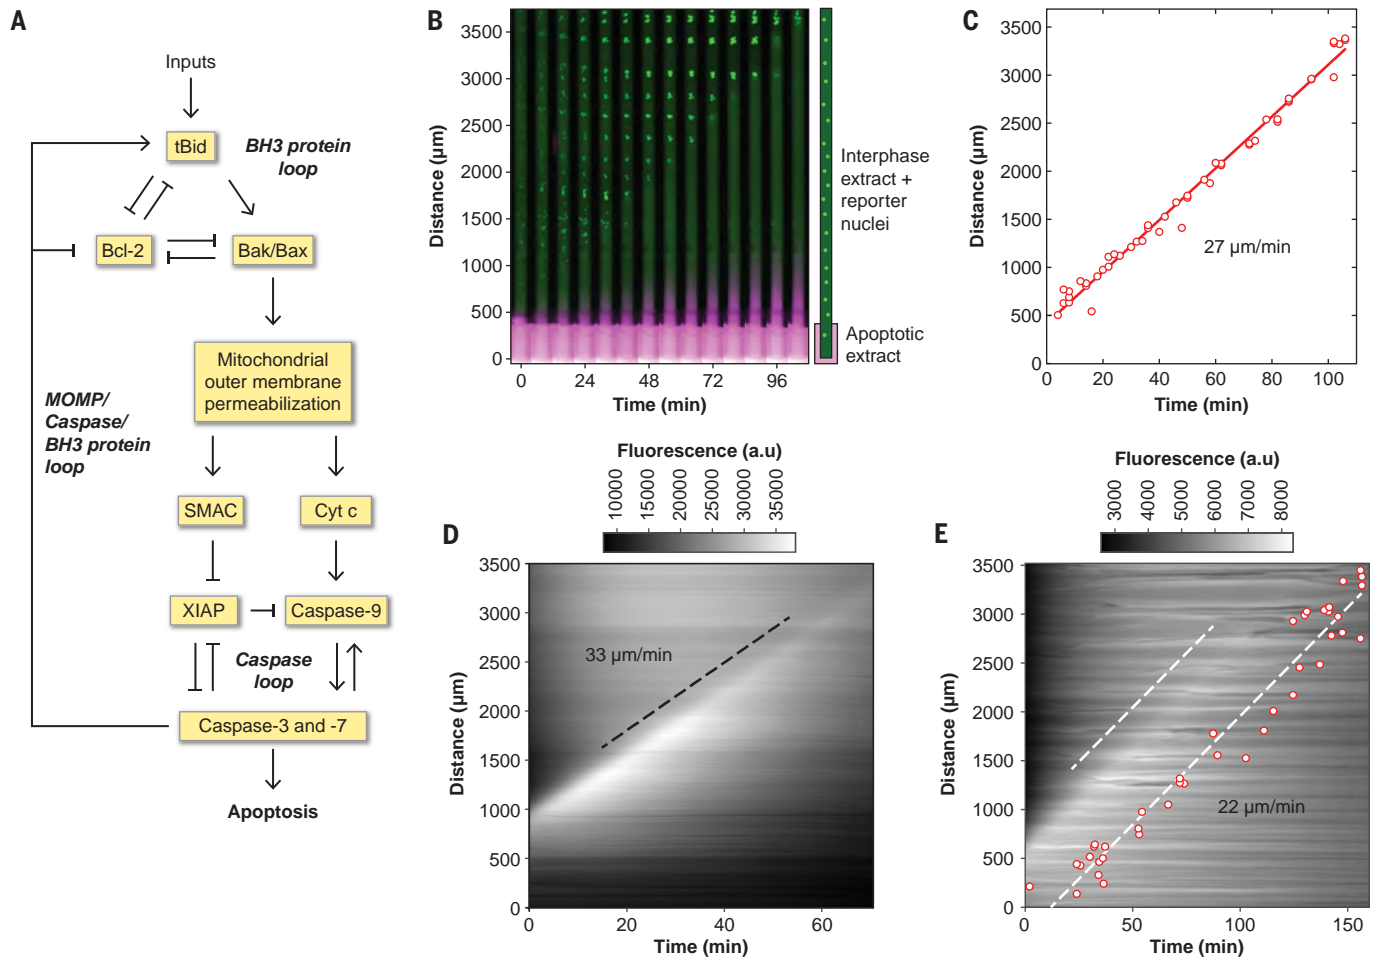 A
Inputs
tBid
BH3 protein
loop
Bcl-2
Bak/Bax
Mitochondrial
outer membrane
permeabilization
MOMP/
Caspase/
BH3 protein
loop
SMAC
Cyt c
XIAP
Caspase-9
Caspase
loop
Caspase-3 and -7
Apoptosis
B
Distance (µm)
3500
3000
2500
2000
1500
1000
500
0
0 24 48 72 96
Time (min)
Interphase
extract +
reporter
nuclei
Apoptotic
extract
C
Distance (µm)
3500
3000
2500
2000
1500
1000
500
0
27 µm/min
0 20 40 60 80 100
Time (min)
D
Fluorescence (a.u)
10000 15000 20000 25000 30000 35000
Distance (µm)
3500
3000
2500
2000
1500
1000
500
0
33 µm/min
0 20 40 60
Time (min)
E
Fluorescence (a.u)
3000 4000 5000 6000 7000 8000
Distance (µm)
3500
3000
2500
2000
1500
1000
500
0
22 µm/min
0 50 100 150
Time (min)